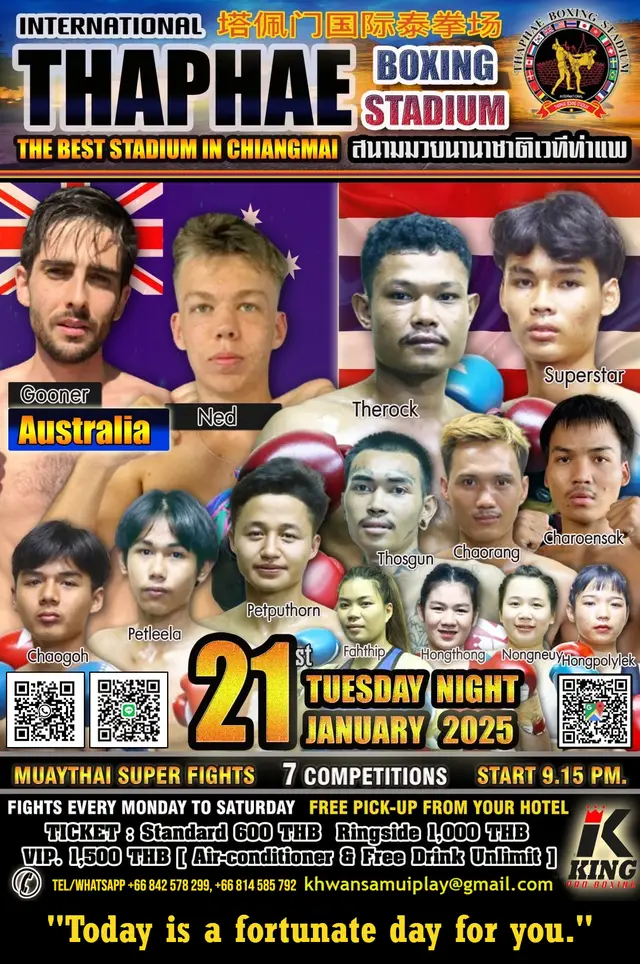 INTERNATIONAL 塔佩门国际泰拳场
THAPHAE BOXING STADIUM
THAPHAE BOXING STADIUM
INTERNATIONAL
THE BEST STADIUM IN CHIANGMAI สนามมวยนานาชาติเวทีท่าแพ
Gooner
Ned
Australia
Therock
Superstar
Thosgun
Chaorang
Charoensak
Chaogoh
Petleela
Petputhorn
Fahthip
Hongthong
Nongneuy
Hongpolylek
21st TUESDAY NIGHT
JANUARY 2025
MUAYTHAI SUPER FIGHTS 7 COMPETITIONS START 9.15 PM.
FIGHTS EVERY MONDAY TO SATURDAY FREE PICK-UP FROM YOUR HOTEL
TICKET : Standard 600 THB Ringside 1,000 THB
VIP. 1,500 THB [ Air-conditioner & Free Drink Unlimit ]
K
KING
PRO BOXING
TEL/WHATSAPP +66 842 578 299, +66 814 585 792 khwansamuiplay@gmail.com
"Today is a fortunate day for you."